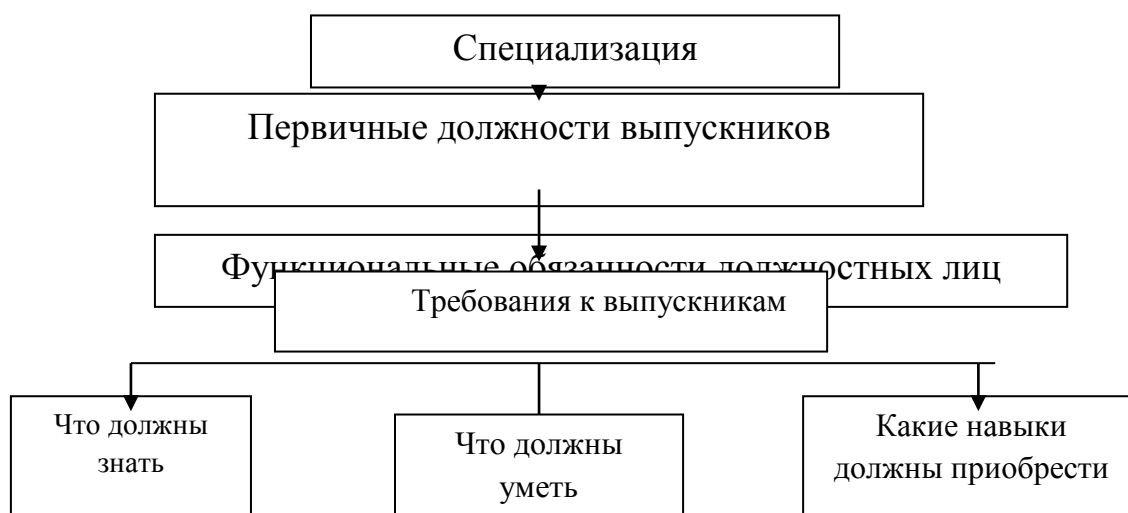 Специализация
Первичные должности выпускников
Функциональные обязанности должностных лиц
Требования к выпускникам
Что должны
знать
Что должны
уметь
Какие навыки
должны приобрести